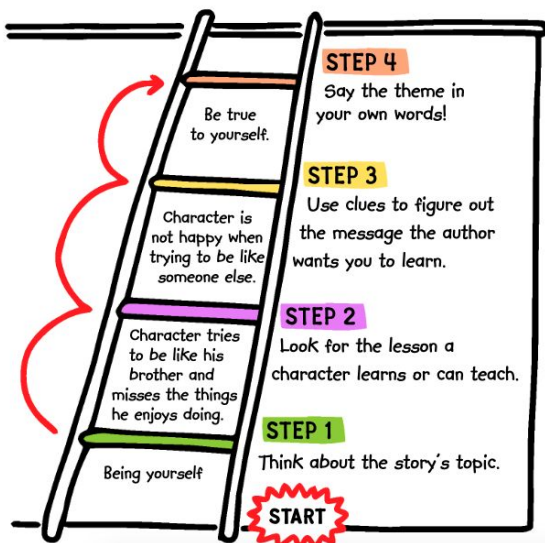 STEP 4
Say the theme in
your own words!
Be true
to yourself.
STEP 3
Use clues to figure out
the message the author
wants you to learn.
Character is
not happy when
trying to be like
someone else.
STEP 2
Look for the lesson a
character learns or can teach.
Character tries
to be like his
brother and
misses the things
he enjoys doing.
STEP 1
Think about the story's topic.
Being yourself
START